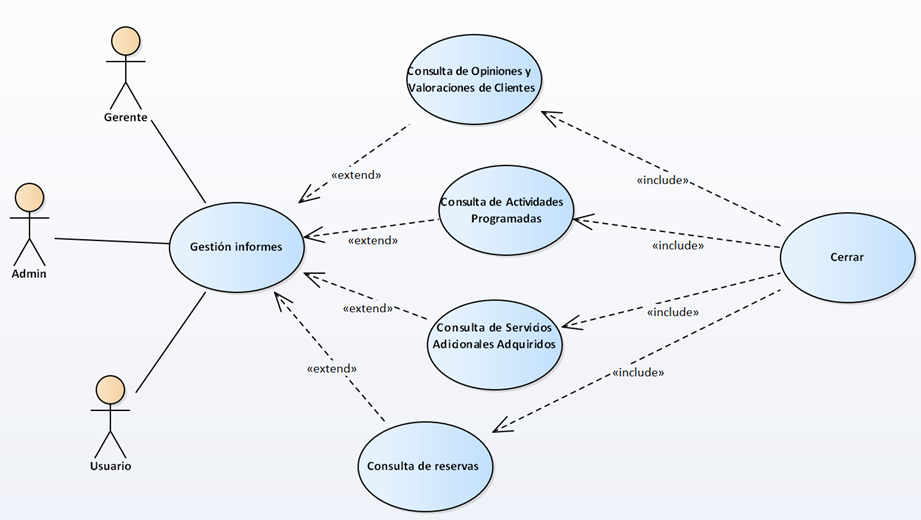 Gerente
Admin
Usuario
Gestión informes
«extend»
«extend»
«extend»
«extend»
Consulta de Opiniones y
Valoraciones de Clientes
Consulta de Actividades
Programadas
Consulta de Servicios
Adicionales Adquiridos
Consulta de reservas
«include»
«include»
«include»
«include»
Cerrar